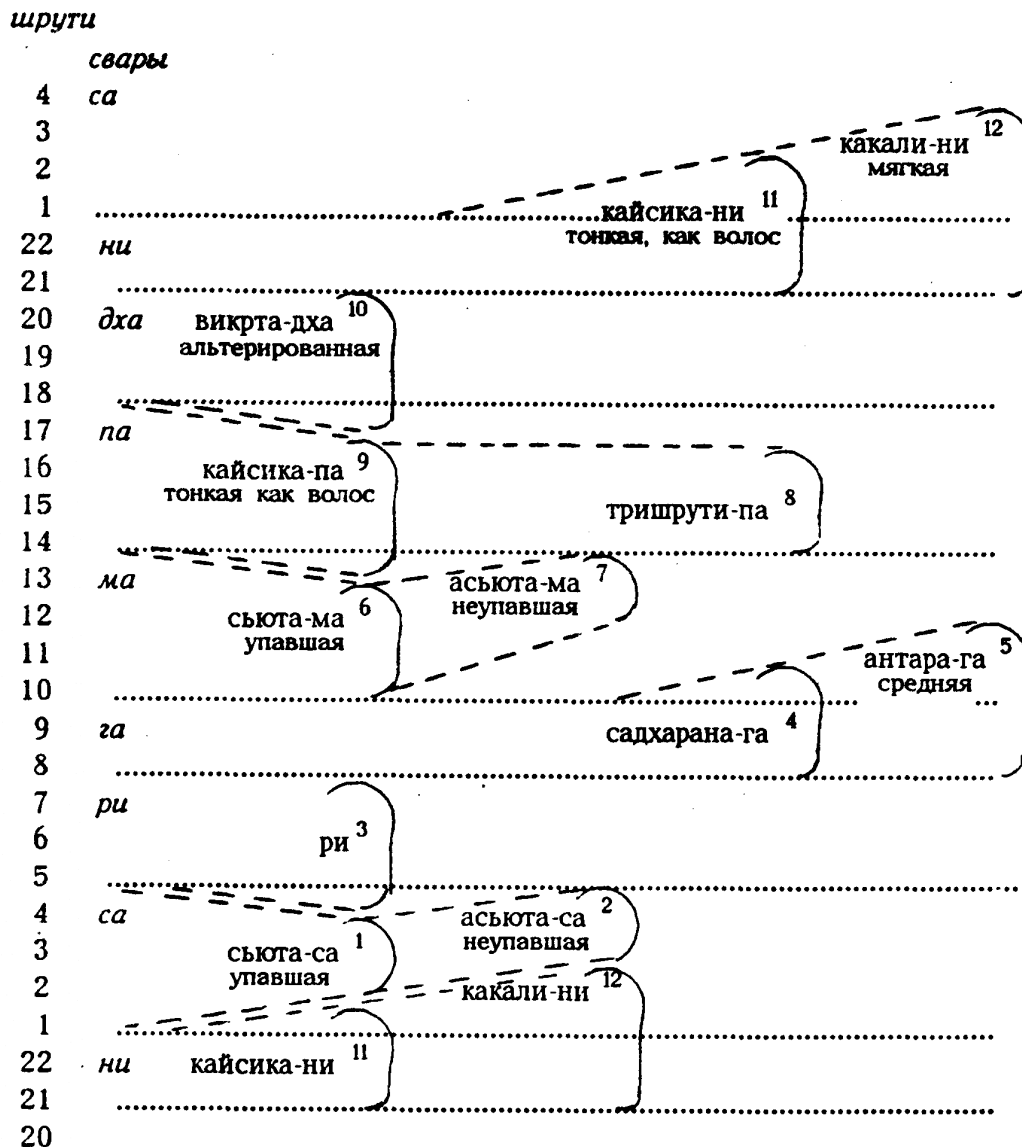 шрути
свары
4 са
3 какали-ни 12
2 мягкая
1 кайсика-ни 11
22 ни тонкая, как волос
21
20 дха викрта-дха 10
19 альтерированная
18
17 па
16 кайсика-па 9
15 тонкая как волос тришрути-па 8
14
13 ма асьюта-ма 7
12 сьюта-ма 6 неупавшая
упавшая
11 антара-га 5
10 средняя
9 га садхарана-га 4
8
7 ри
6 ри 3
5
4 са асьюта-са 2
3 сьюта-са 1 неупавшая
2 упавшая какали-ни 12
1
22 ни кайсика-ни 11
21
20